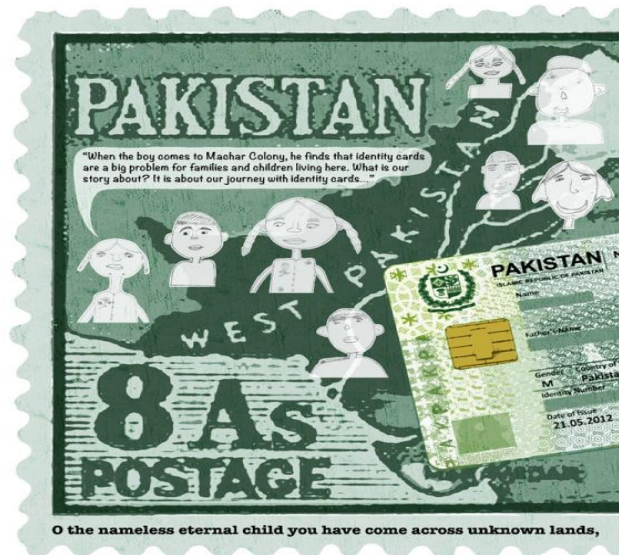 PAKISTAN
"When the boy comes to Machar Colony, he finds that identity cards
are a big problem for families and children living here. What is our
story about? It is about our journey with identity cards..."
WEST PAKISTAN
PAKISTAN
ISLAMIC REPUBLIC OF PAKISTAN
Name
Father's Name
Gender
Country of
M
Pakista
Identity Number
Date of Issue
21.05.2012
8 As
POSTAGE
O the nameless eternal child you have come across unknown lands,